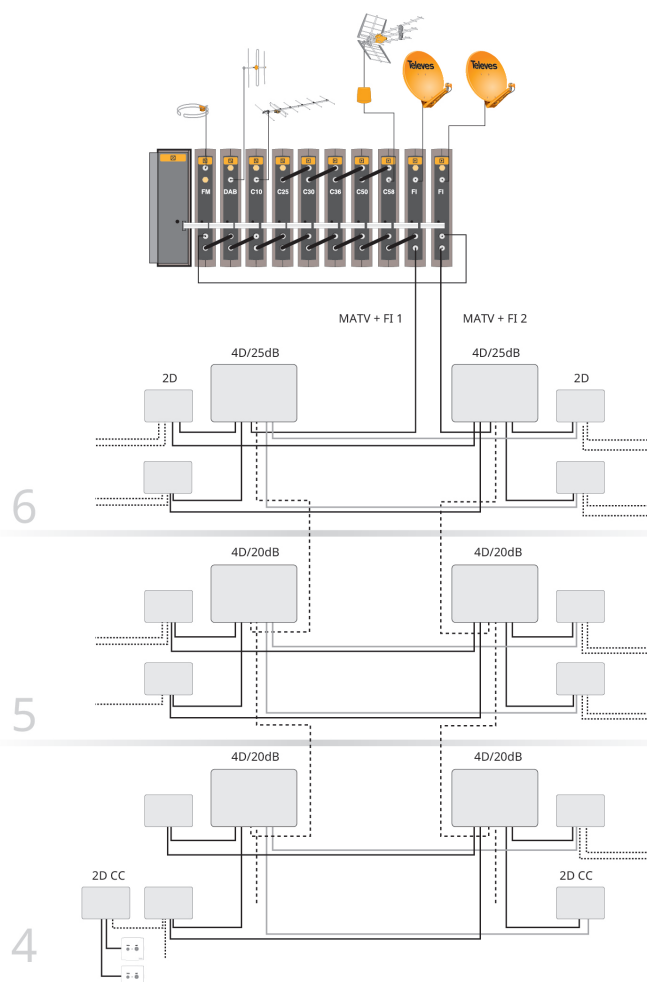 Televes Televes
FM DAB C10 C25 C30 C36 C50 C58 FI FI
MATV + FI 1 MATV + FI 2
4D/25dB 4D/25dB
2D 2D
6
4D/20dB 4D/20dB
5
4D/20dB 4D/20dB
2D CC 2D CC
4